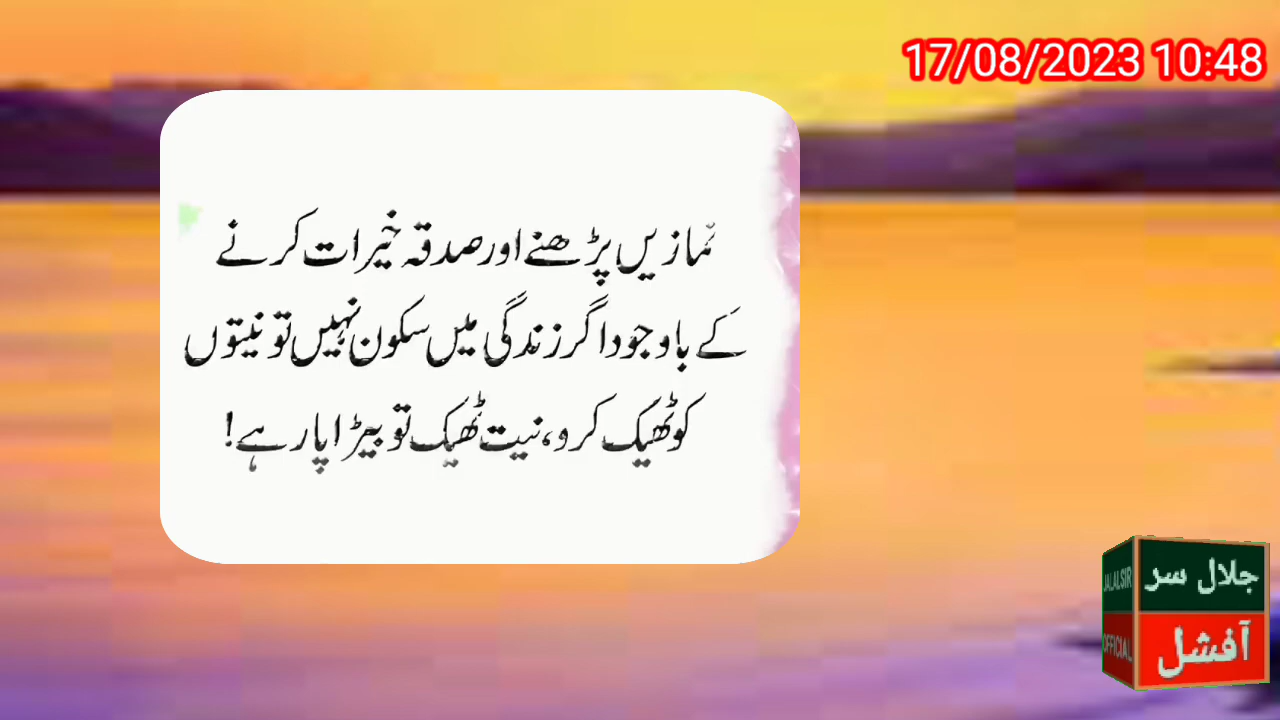 17/08/2023 10:48
نمازیں پڑھنے اور صدقہ خیرات کرنے
کے باوجود اگر زندگی میں سکون نہیں تو نیتوں
کو ٹھیک کرو، نیت ٹھیک تو بیڑا پار ہے!
جلال سر
آفشل
JALALSIR
OFFICIAL